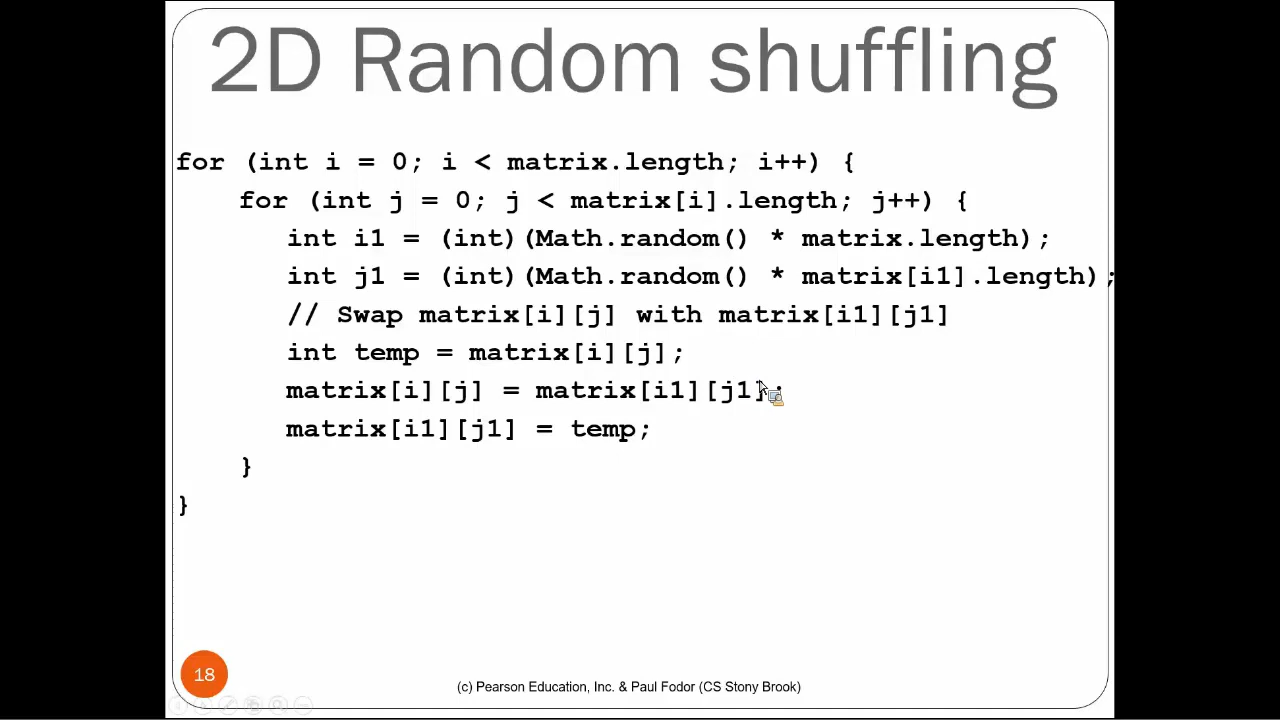 2D Random shuffling
for (int i = 0; i < matrix.length; i++) {
for (int j = 0; j < matrix[i].length; j++) {
int i1 = (int)(Math.random() * matrix.length);
int j1 = (int)(Math.random() * matrix[i1].length);
// Swap matrix[i][j] with matrix[i1][j1]
int temp = matrix[i][j];
matrix[i][j] = matrix[i1][j1];
matrix[i1][j1] = temp;
}
}
18
(c) Pearson Education, Inc. & Paul Fodor (CS Stony Brook)